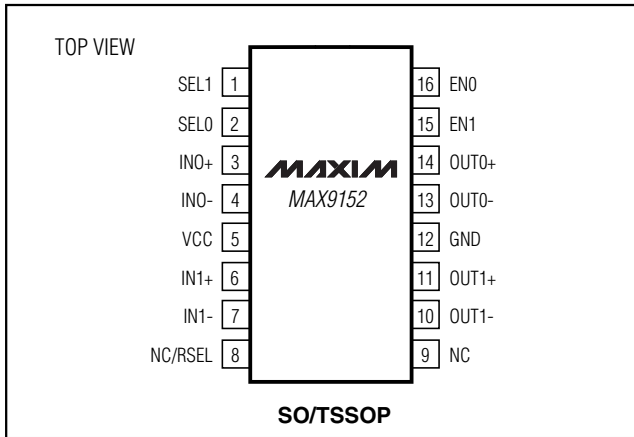 TOP VIEW
SEL1 1
SEL0 2
IN0+ 3
IN0- 4
VCC 5
IN1+ 6
IN1- 7
NC/RSEL 8
MAXIM
MAX9152
16 EN0
15 EN1
14 OUT0+
13 OUT0-
12 GND
11 OUT1+
10 OUT1-
9 NC
SO/TSSOP